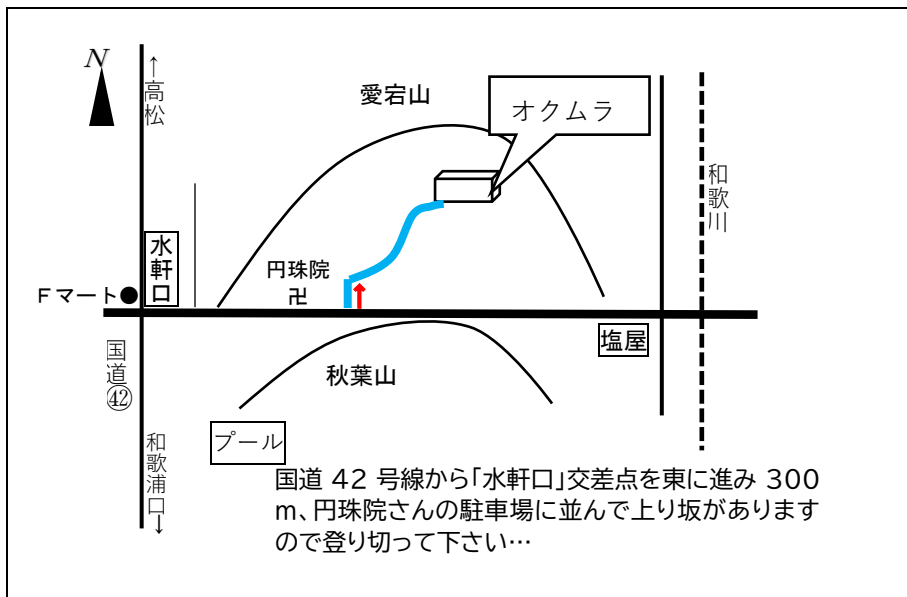 N
↑高松
愛宕山
オクムラ
和歌川
水軒口
円珠院
卍
Fマート●
塩屋
国道㊷
秋葉山
プール
和歌浦口↓
国道 42 号線から「水軒口」交差点を東に進み 300
m、円珠院さんの駐車場に並んで上り坂があります
ので登り切って下さい…